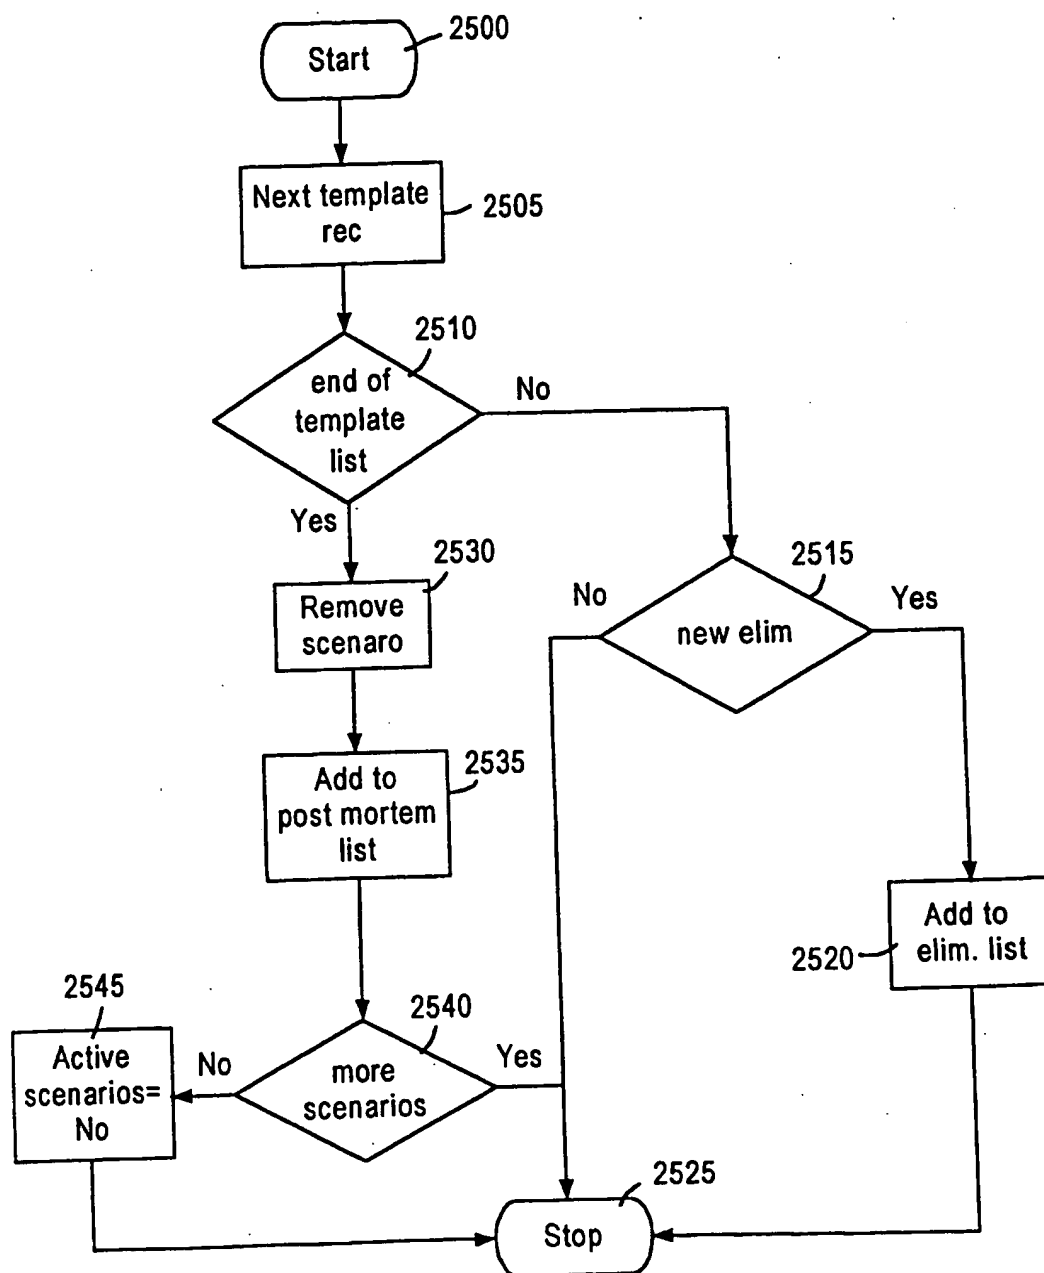 2500
Start
Next template
rec
2505
2510
end of
template
list
No
Yes
2530
2515
No
Yes
Remove
scenaro
new elim
2535
Add to
post mortem
list
Add to
elim. list
2520
2545
2540
Active
scenarios=
No
No
more
scenarios
Yes
2525
Stop